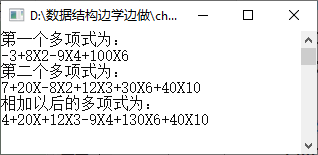 D:\数据结构边学边做\ch...
第一个多项式为：
-3+8X2-9X4+100X6
第二个多项式为：
7+20X-8X2+12X3+30X6+40X10
相加以后的多项式为：
4+20X+12X3-9X4+130X6+40X10